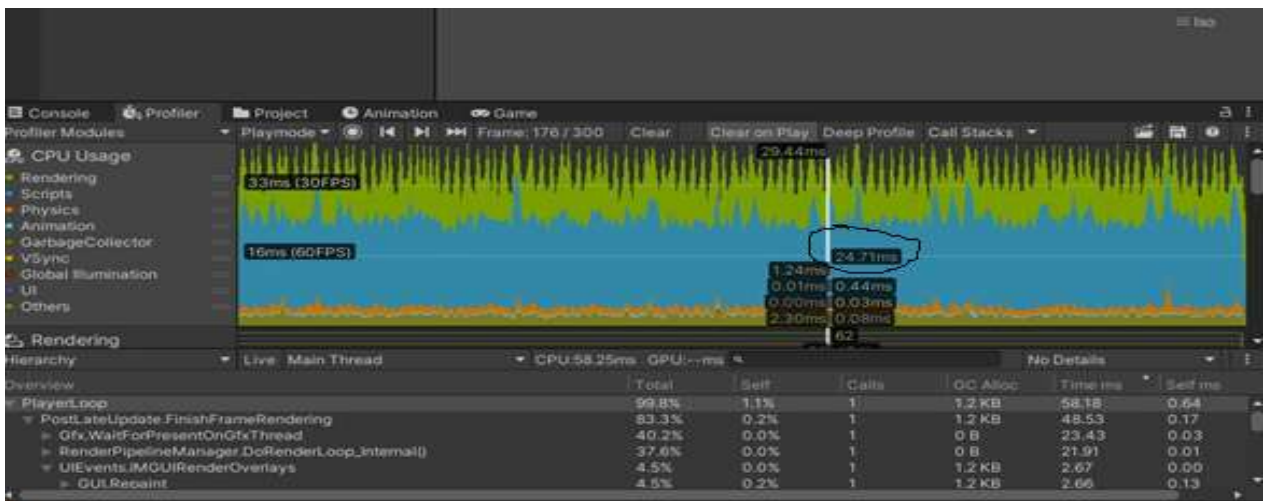 Iso
Console Profiler Project Animation Game
Profiler Modules Playmode Frame: 176 / 300 Clear Clear on Play Deep Profile Call Stacks
CPU Usage
Rendering
Scripts
Physics
Animation
GarbageCollector
VSync
Global Illumination
UI
Others
29.44ms
33ms (30FPS)
16ms (60FPS)
24.71ms
1.24ms
0.01ms 0.44ms
0.00ms 0.03ms
2.30ms 0.08ms
62
Rendering
Hierarchy Live Main Thread CPU:58.25ms GPU:--ms No Details
Overview Total Self Calls GC Alloc Time ms Self ms
PlayerLoop 99.8% 1.1% 1 1.2 KB 58.18 0.64
PostLateUpdate.FinishFrameRendering 83.3% 0.2% 1 1.2 KB 48.53 0.17
Gfx.WaitForPresentOnGfxThread 40.2% 0.0% 1 0 B 23.43 0.03
RenderPipelineManager.DoRenderLoop_Internal() 37.6% 0.0% 1 0 B 21.91 0.01
UIEvents.IMGUIRenderOverlays 4.5% 0.0% 1 1.2 KB 2.67 0.00
GUI.Repaint 4.5% 0.2% 1 1.2 KB 2.66 0.13